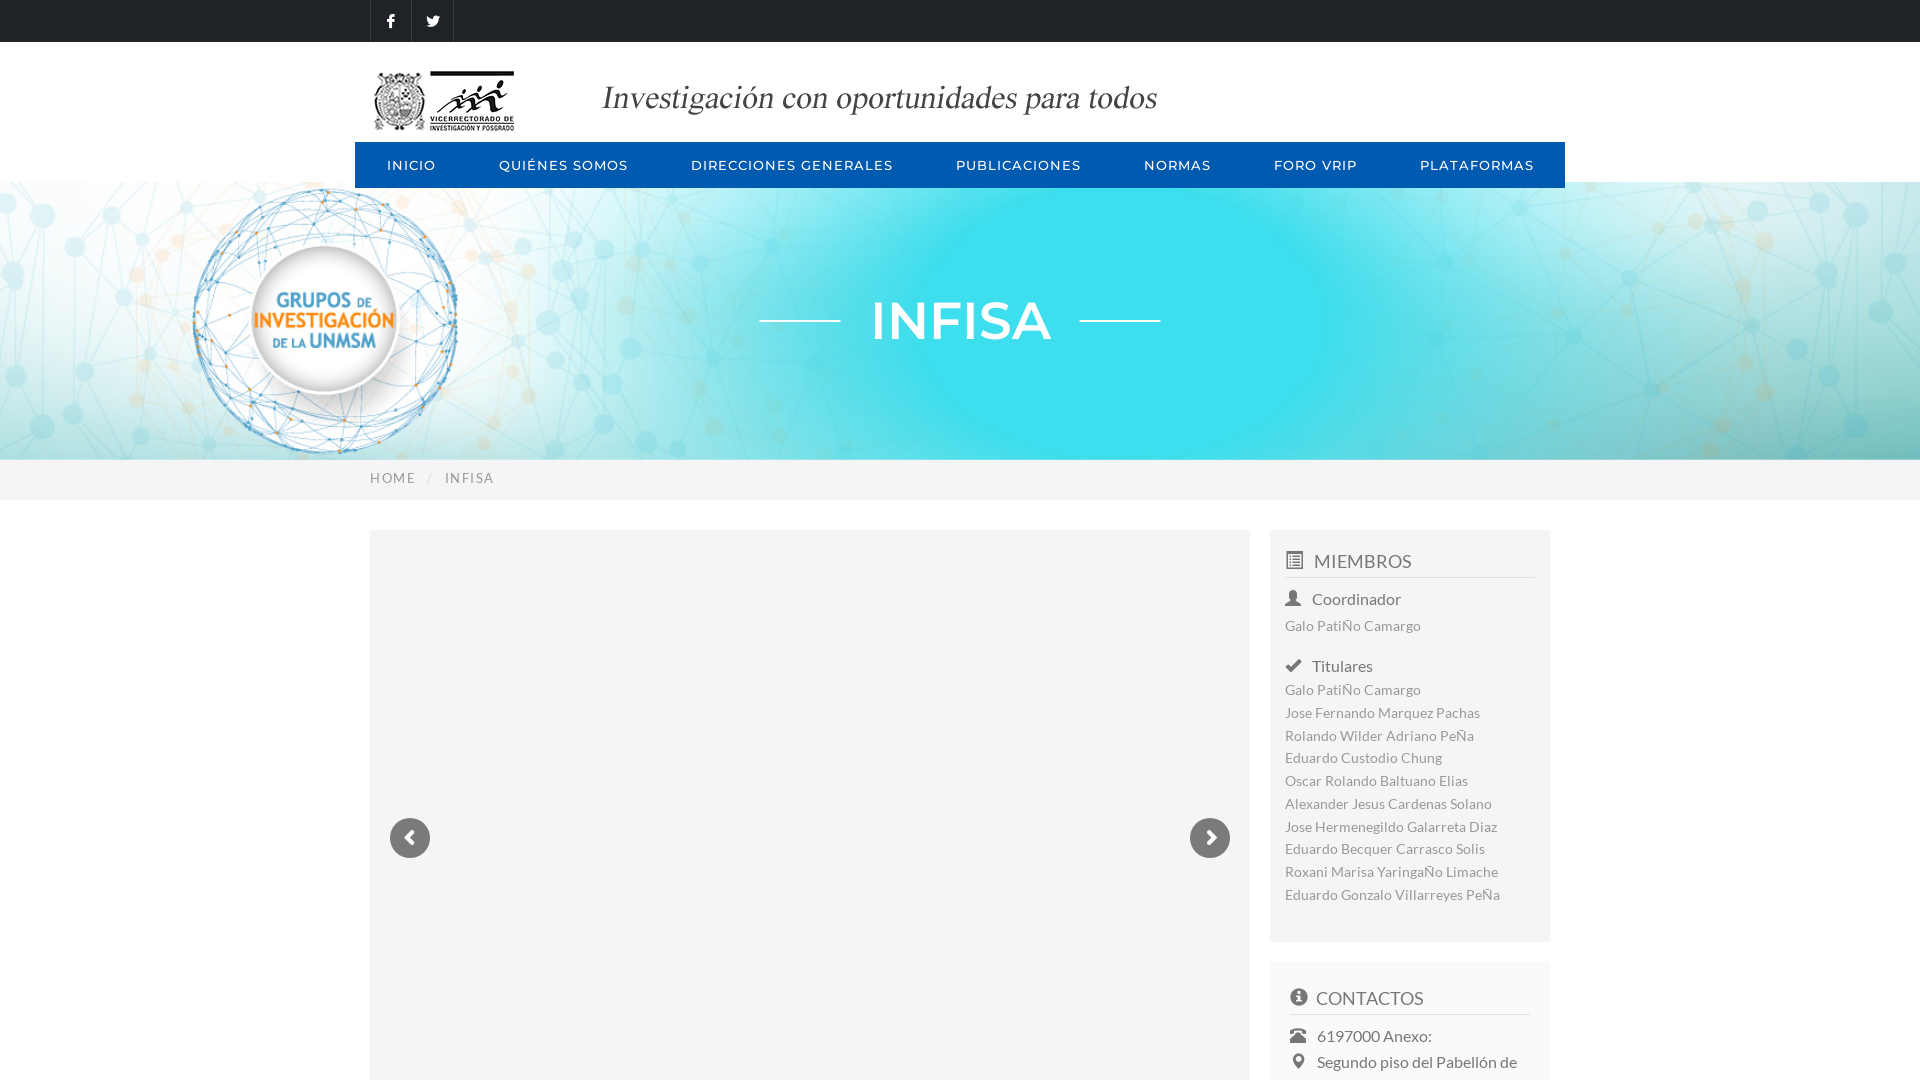 VICERRECTORADO DE
INVESTIGACIÓN Y POSGRADO
Investigación con oportunidades para todos
INICIO
QUIÉNES SOMOS
DIRECCIONES GENERALES
PUBLICACIONES
NORMAS
FORO VRIP
PLATAFORMAS
GRUPOS DE
INVESTIGACIÓN
DE LA UNMSM
INFISA
HOME / INFISA
MIEMBROS
Coordinador
Galo PatiÑo Camargo
Titulares
Galo PatiÑo Camargo
Jose Fernando Marquez Pachas
Rolando Wilder Adriano PeÑa
Eduardo Custodio Chung
Oscar Rolando Baltuano Elias
Alexander Jesus Cardenas Solano
Jose Hermenegildo Galarreta Diaz
Eduardo Becquer Carrasco Solis
Roxani Marisa YaringaÑo Limache
Eduardo Gonzalo Villarreyes PeÑa
CONTACTOS
6197000 Anexo:
Segundo piso del Pabellón de